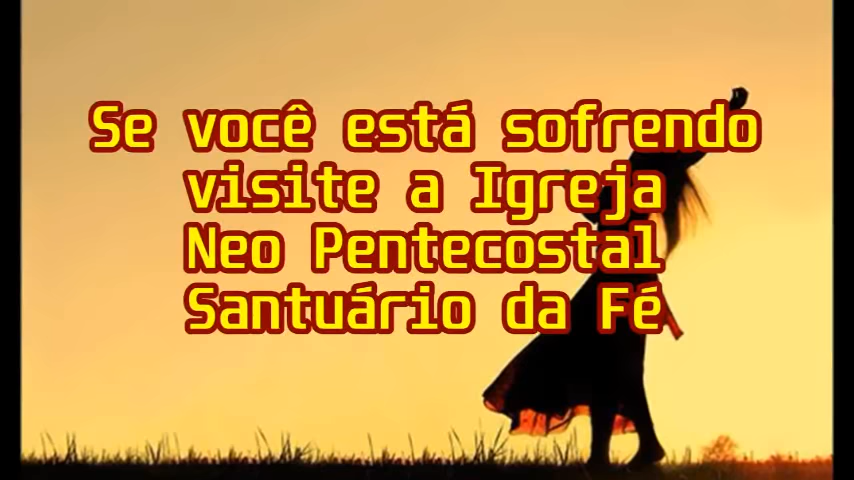 Se você está sofrendo
visite a Igreja
Neo Pentecostal
Santuário da Fé